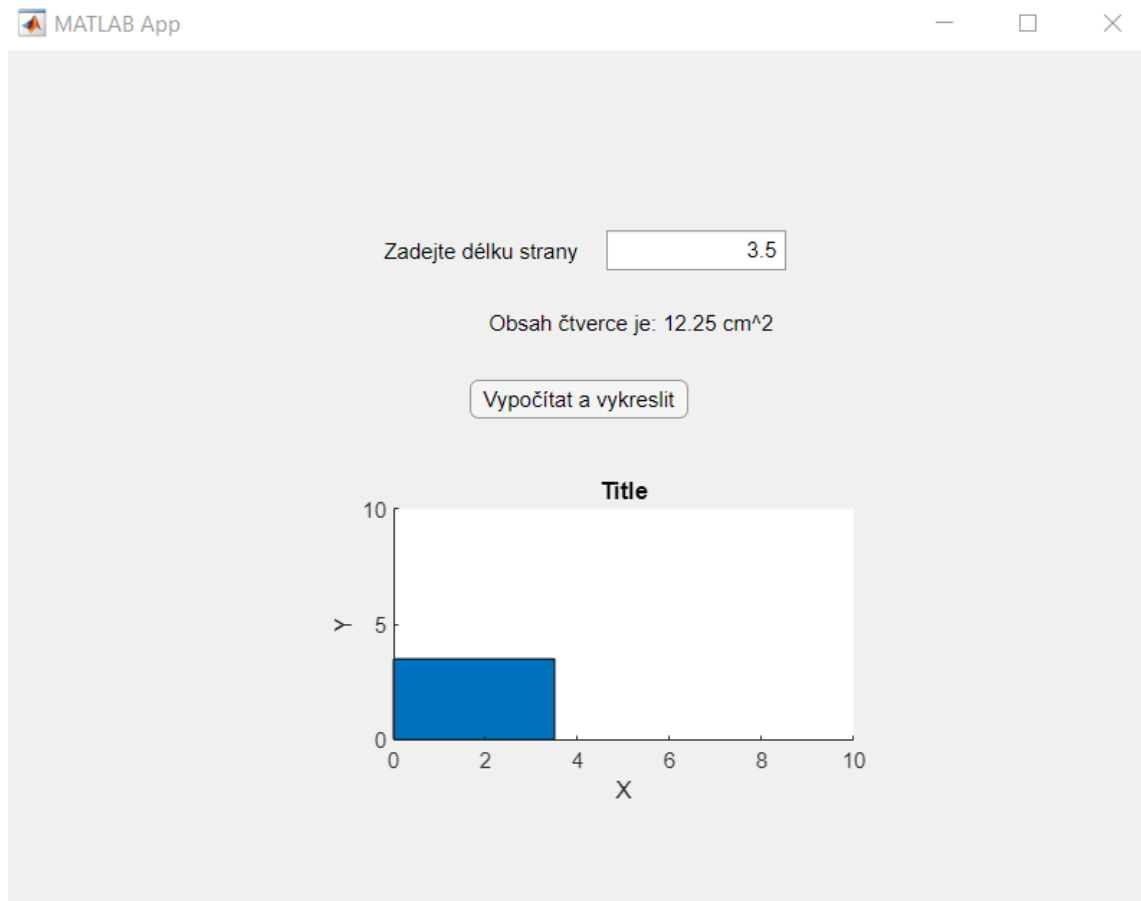 MATLAB App
Zadejte délku strany 3.5
Obsah čtverce je: 12.25 cm^2
Vypočítat a vykreslit
Title
10
Y 5
0
0 2 4 6 8 10
X